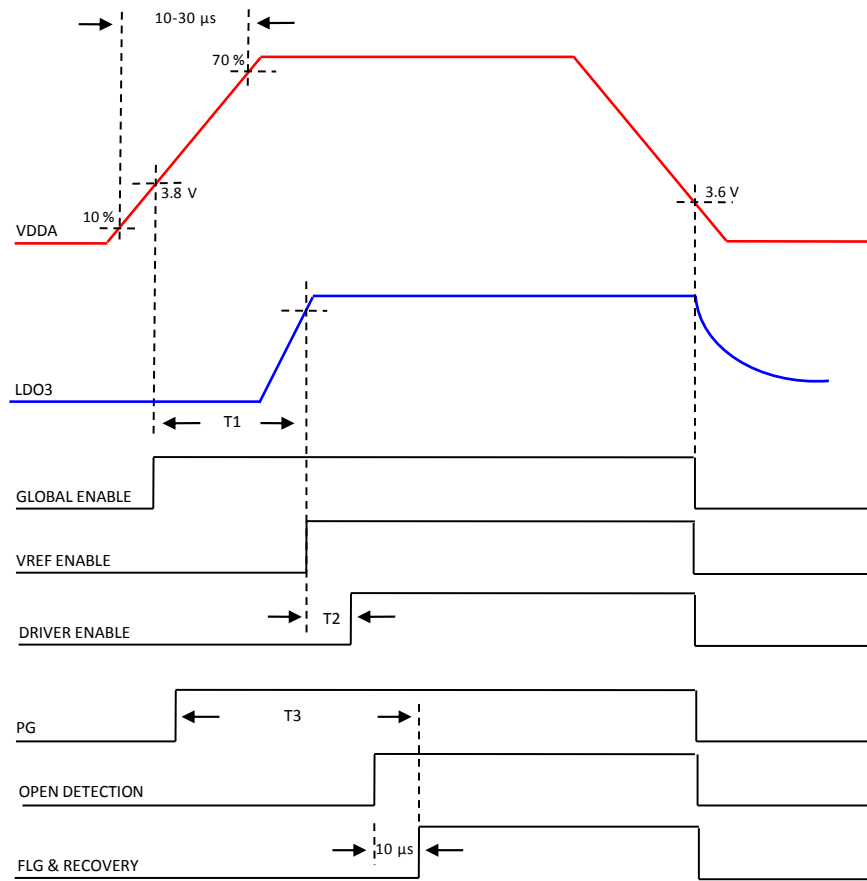 10-30 µs
70 %
3.8 V
3.6 V
10 %
VDDA
LDO3
T1
GLOBAL ENABLE
VREF ENABLE
T2
DRIVER ENABLE
T3
PG
OPEN DETECTION
10 µs
FLG & RECOVERY